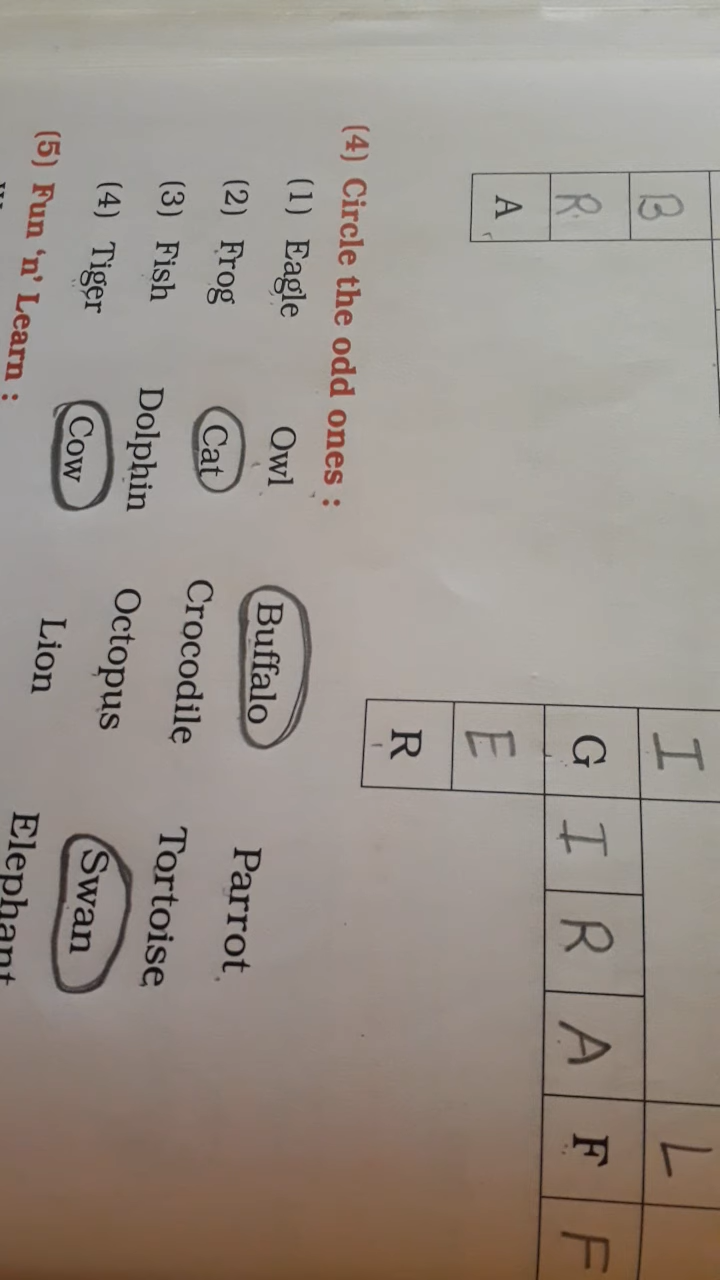 B I L
R G I R A F F
A E
R
(4) Circle the odd ones :
(1) Eagle Owl Buffalo Parrot
(2) Frog Cat Crocodile Tortoise
(3) Fish Dolphin Octopus Swan
(4) Tiger Cow Lion Elephant
(5) Fun 'n' Learn :